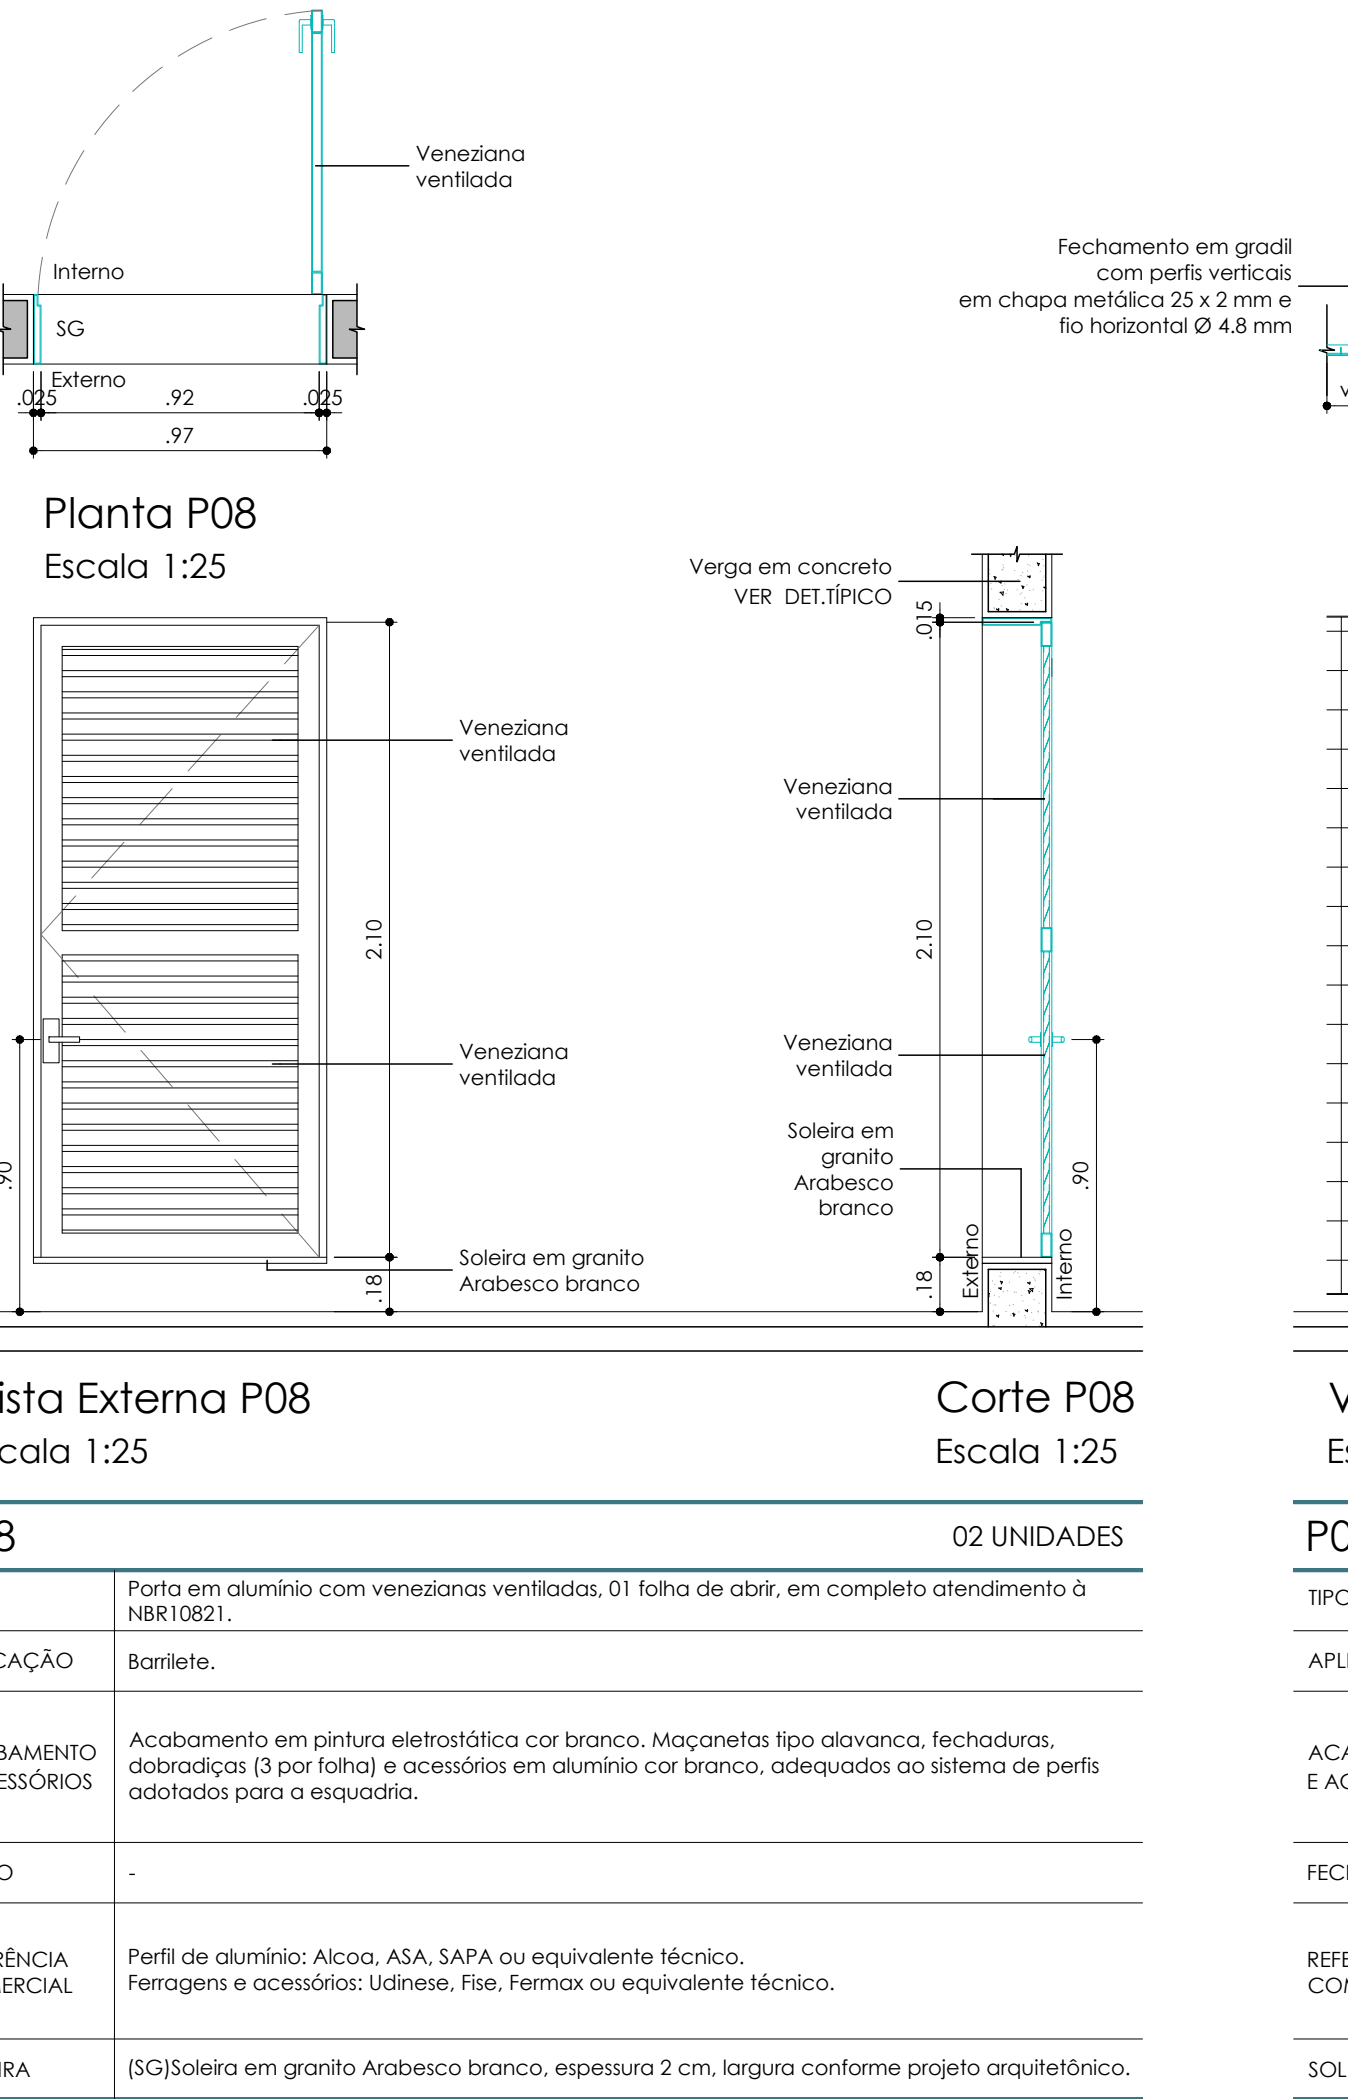 Veneziana
ventilada
Interno
SG
Externo
.025
.92
.025
.97
Planta P08
Escala 1:25
Fechamento em gradil
com perfis verticais
em chapa metálica 25 x 2 mm e
fio horizontal Ø 4.8 mm
Verga em concreto
VER DET.TÍPICO
.015
Veneziana
ventilada
Veneziana
ventilada
2.10
2.10
Veneziana
ventilada
Veneziana
ventilada
Soleira em
granito
Arabesco
branco
.90
.90
Soleira em granito
Arabesco branco
.18
.18
Externo
Interno
ista Externa P08
cala 1:25
Corte P08
Escala 1:25
V
Es
8
02 UNIDADES
P0
Porta em alumínio com venezianas ventiladas, 01 folha de abrir, em completo atendimento à
NBR10821.
TIPO
CAÇÃO
Barrilete.
APLI
BAMENTO
ESSÓRIOS
Acabamento em pintura eletrostática cor branco. Maçanetas tipo alavanca, fechaduras,
dobradiças (3 por folha) e acessórios em alumínio cor branco, adequados ao sistema de perfis
adotados para a esquadria.
ACA
E AC
O
-
FECH
RÊNCIA
MERCIAL
Perfil de alumínio: Alcoa, ASA, SAPA ou equivalente técnico.
Ferragens e acessórios: Udinese, Fise, Fermax ou equivalente técnico.
REFE
COM
IRA
(SG)Soleira em granito Arabesco branco, espessura 2 cm, largura conforme projeto arquitetônico.
SOL